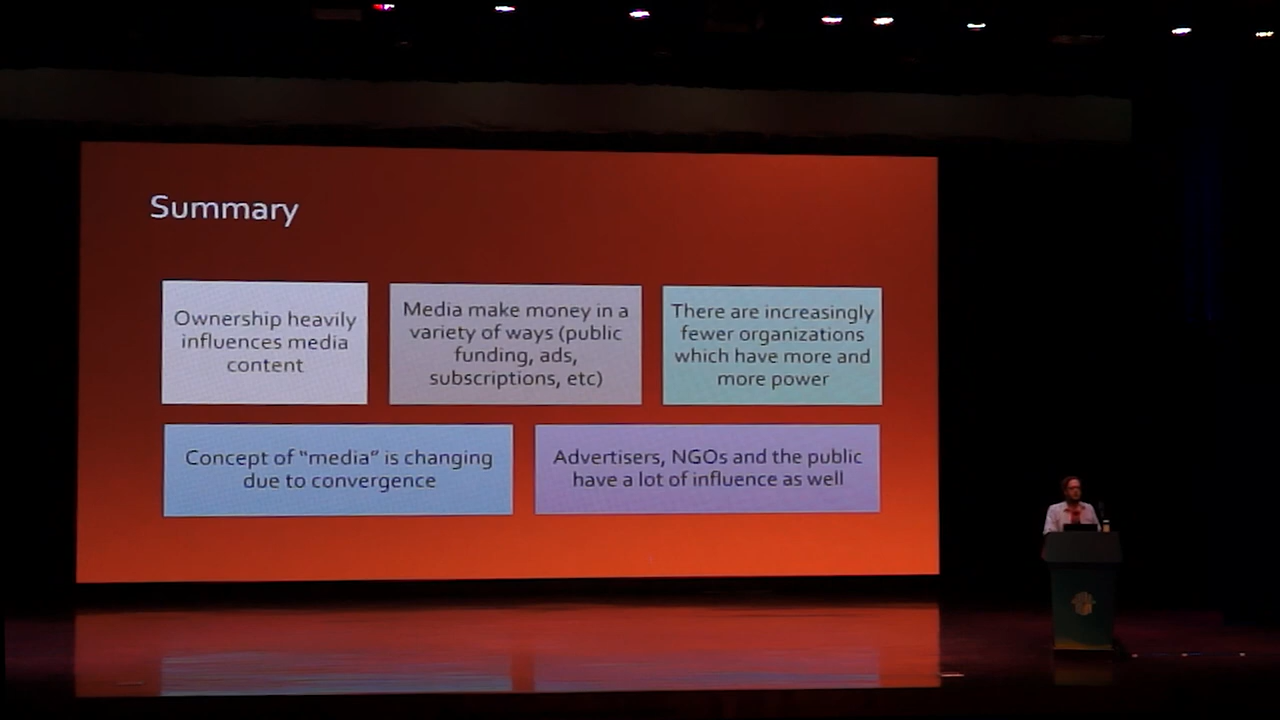 Summary
Ownership heavily
influences media
content
Media make money in a
variety of ways (public
funding, ads,
subscriptions, etc)
There are increasingly
fewer organizations
which have more and
more power
Concept of “media” is changing
due to convergence
Advertisers, NGOs and the public
have a lot of influence as well